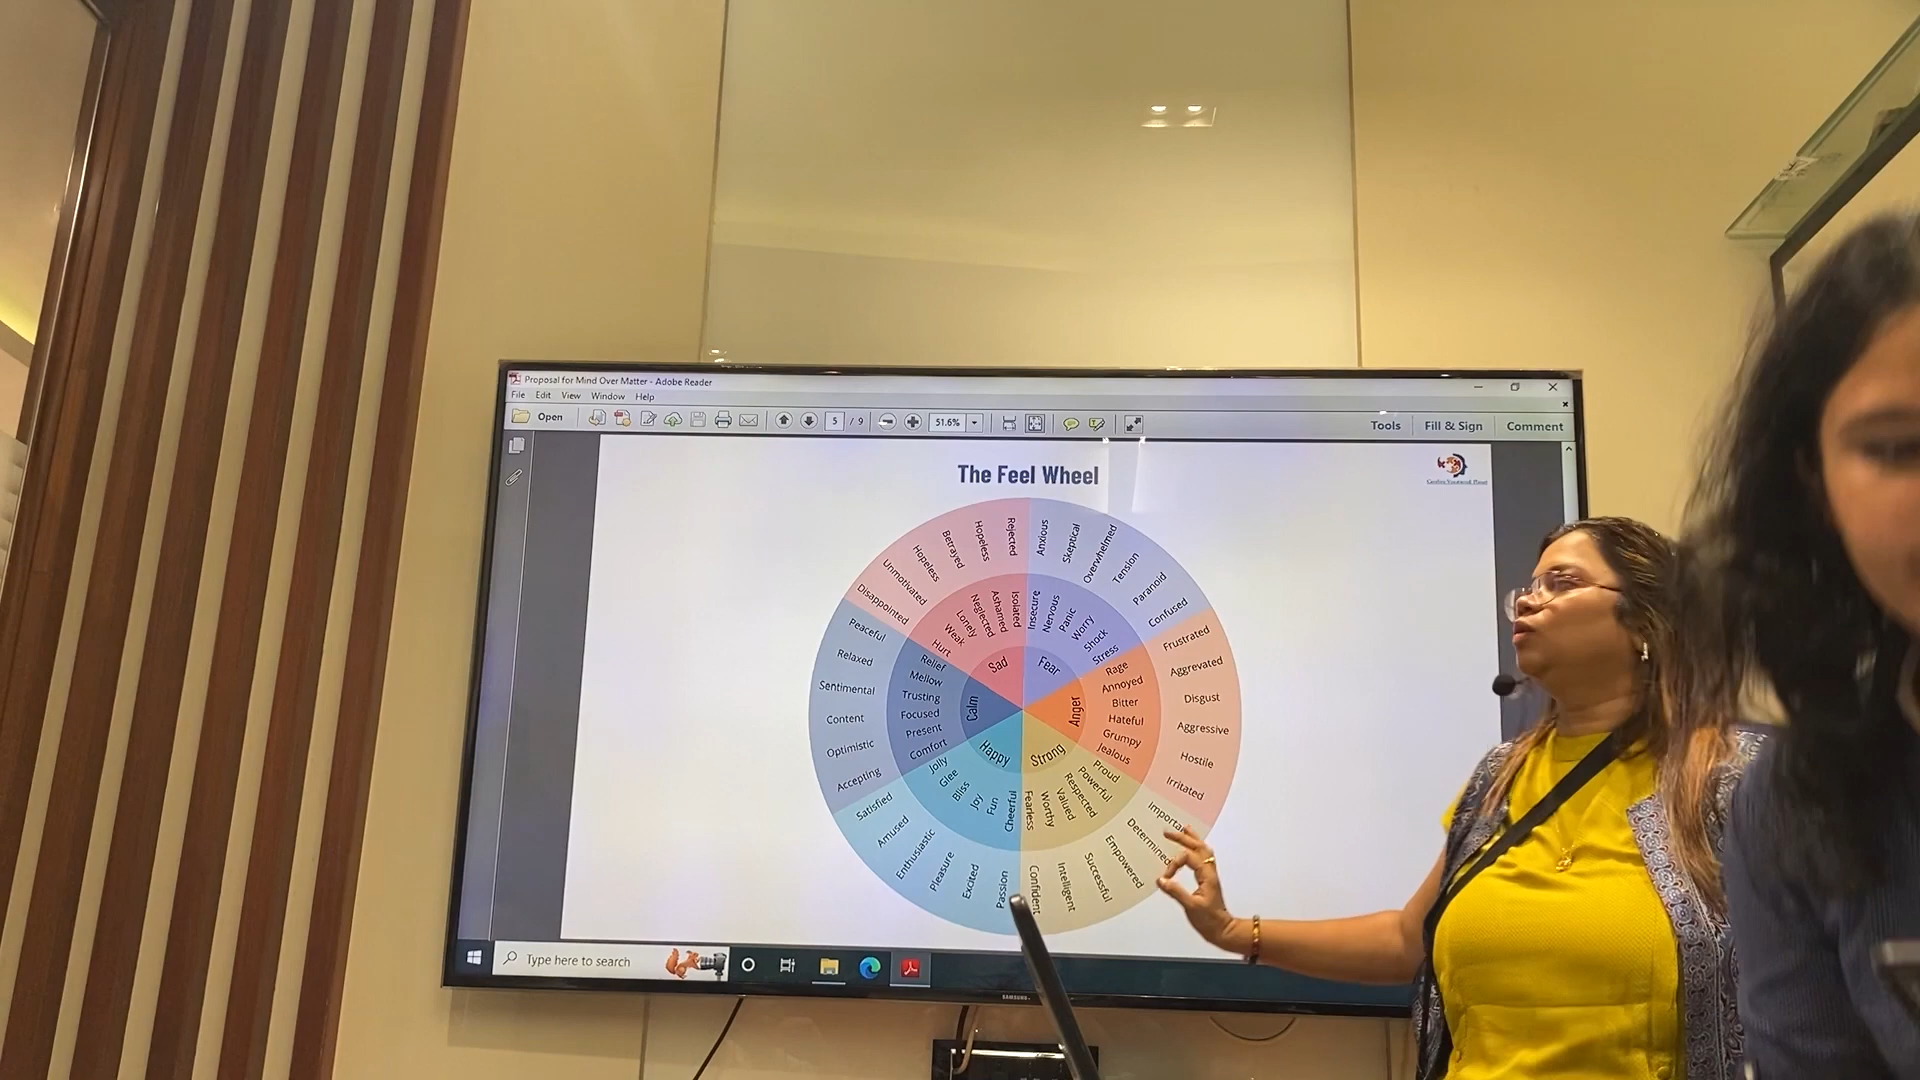 Proposal for Mind Over Matter - Adobe Reader
File Edit View Window Help
Open 5 / 9 51.6% Tools Fill & Sign Comment
The Feel Wheel
Rejected
Hopeless
Betrayed
Hopeless
Unmotivated
Disappointed
Isolated
Ashamed
Neglected
Lonely
Weak
Hurt
Sad
Anxious
Skeptical
Overwhelmed
Tension
Paranoid
Confused
Insecure
Nervous
Panic
Worry
Shock
Stress
Fear
Frustrated
Aggrevated
Disgust
Aggressive
Hostile
Irritated
Rage
Annoyed
Bitter
Hateful
Grumpy
Jealous
Anger
Importa
Determined
Empowered
Successful
Intelligent
Confident
Proud
Powerful
Respected
Valued
Worthy
Fearless
Strong
Passion
Excited
Pleasure
Enthusiastic
Amused
Satisfied
Cheerful
Fun
Joy
Bliss
Glee
Jolly
Happy
Accepting
Optimistic
Content
Sentimental
Relaxed
Peaceful
Comfort
Present
Focused
Trusting
Mellow
Relief
Calm
Type here to search
SAMSUNG